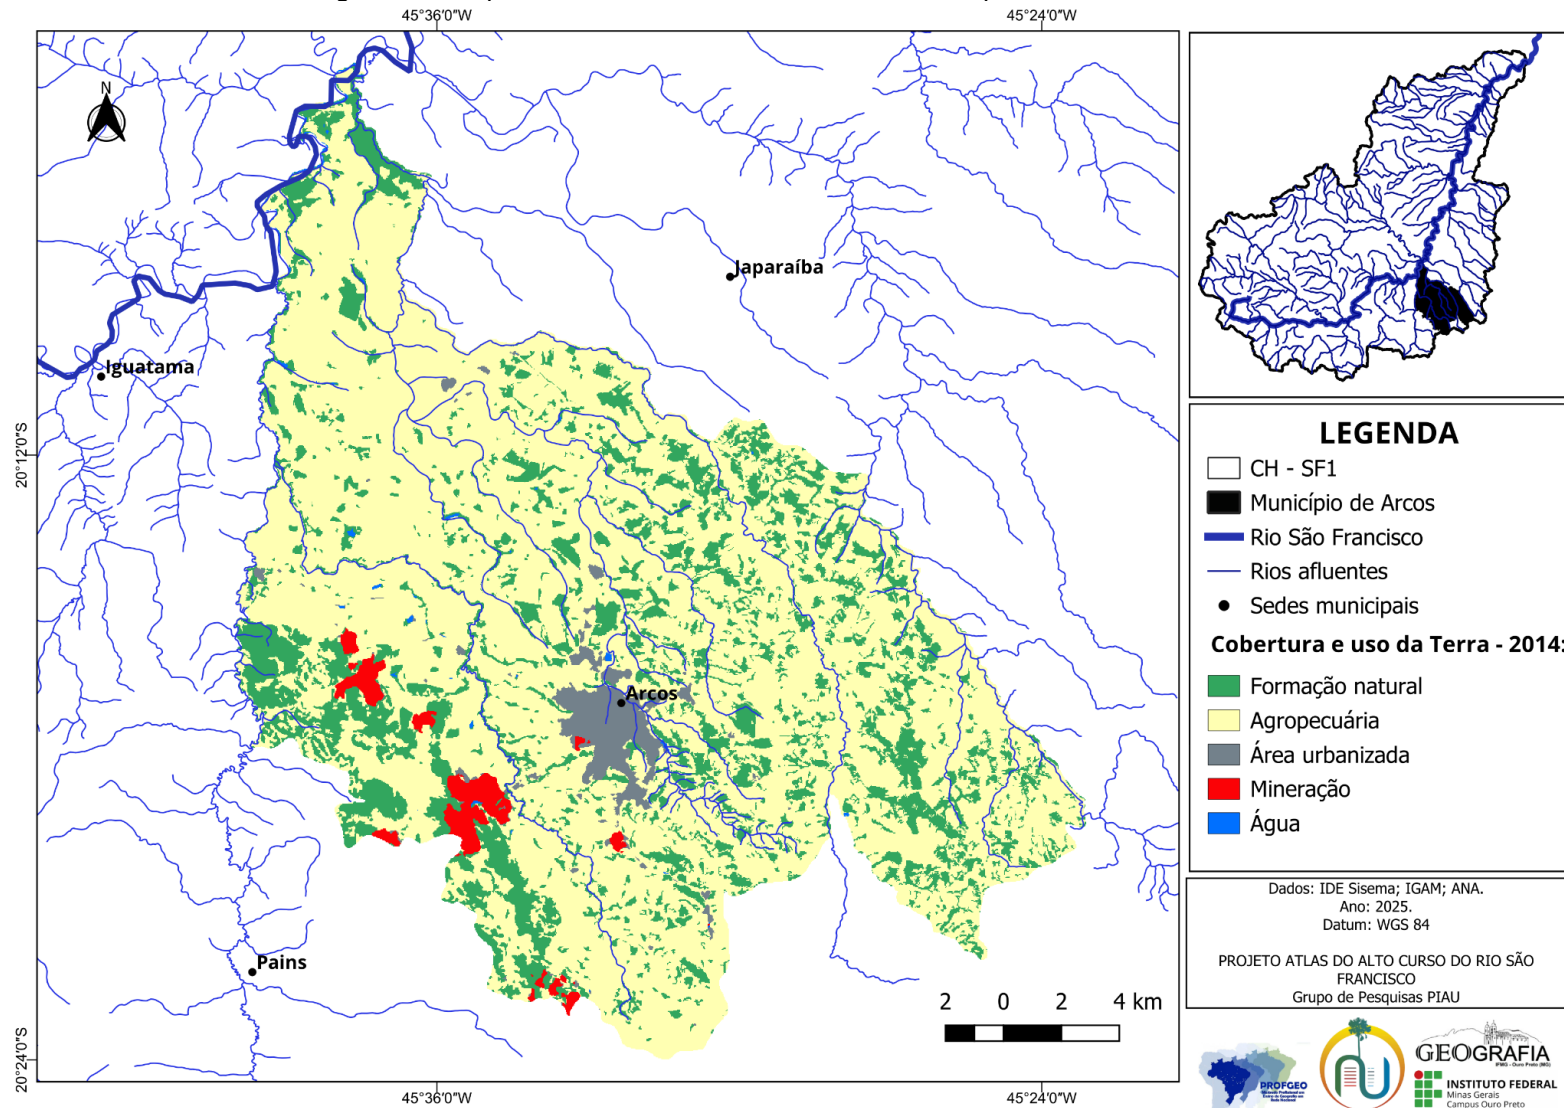 45°36'0"W
45°24'0"W
N
Japaraíba
Iguatama
20°12'0"S
Arcos
Pains
2 0 2 4 km
20°24'0"S
45°36'0"W
45°24'0"W
LEGENDA
CH - SF1
Município de Arcos
Rio São Francisco
Rios afluentes
Sedes municipais
Cobertura e uso da Terra - 2014:
Formação natural
Agropecuária
Área urbanizada
Mineração
Água
Dados: IDE Sisema; IGAM; ANA.
Ano: 2025.
Datum: WGS 84
PROJETO ATLAS DO ALTO CURSO DO RIO SÃO
FRANCISCO
Grupo de Pesquisas PIAU
PROFGEO
GEOGRAFIA
IFMG - Ouro Preto (MG)
INSTITUTO FEDERAL
Minas Gerais
Campus Ouro Preto